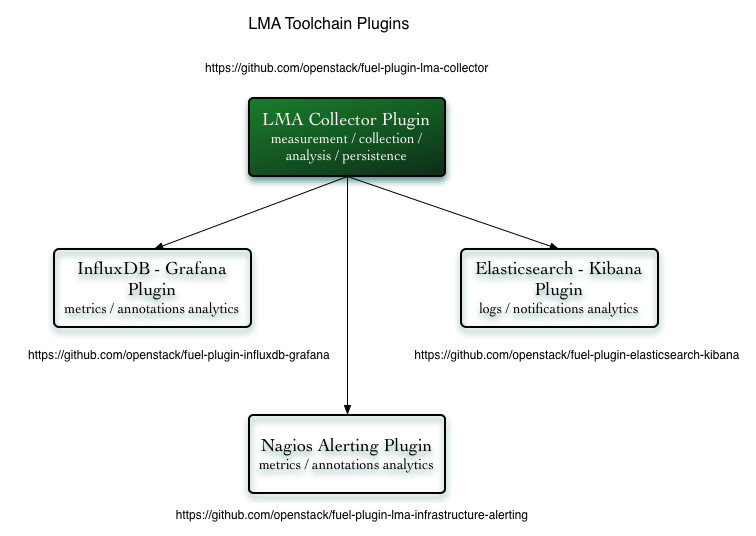 LMA Toolchain Plugins
https://github.com/openstack/fuel-plugin-lma-collector
LMA Collector Plugin
measurement / collection /
analysis / persistence
InfluxDB - Grafana
Plugin
metrics / annotations analytics
https://github.com/openstack/fuel-plugin-influxdb-grafana
Elasticsearch - Kibana
Plugin
logs / notifications analytics
https://github.com/openstack/fuel-plugin-elasticsearch-kibana
Nagios Alerting Plugin
metrics / annotations analytics
https://github.com/openstack/fuel-plugin-lma-infrastructure-alerting